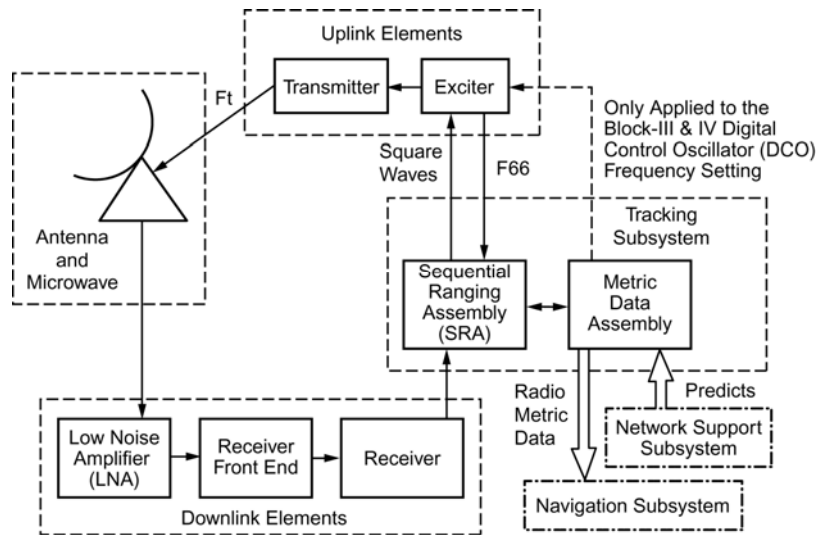 Uplink Elements
Transmitter
Exciter
Ft
Only Applied to the
Block-III & IV Digital
Control Oscillator (DCO)
Frequency Setting
Square
Waves
F66
Antenna
and
Microwave
Tracking
Subsystem
Sequential
Ranging
Assembly
(SRA)
Metric
Data
Assembly
Radio
Metric
Data
Predicts
Network Support
Subsystem
Navigation Subsystem
Low Noise
Amplifier
(LNA)
Receiver
Front End
Receiver
Downlink Elements